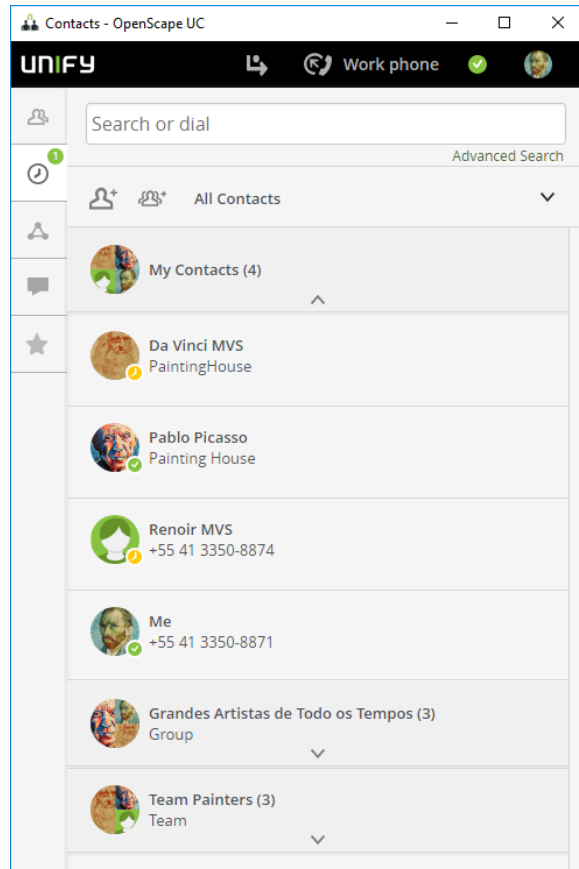 Contacts - OpenScape UC
UNIFY
Work phone
Search or dial
Advanced Search
1
All Contacts
My Contacts (4)
Da Vinci MVS
PaintingHouse
Pablo Picasso
Painting House
Renoir MVS
+55 41 3350-8874
Me
+55 41 3350-8871
Grandes Artistas de Todo os Tempos (3)
Group
Team Painters (3)
Team